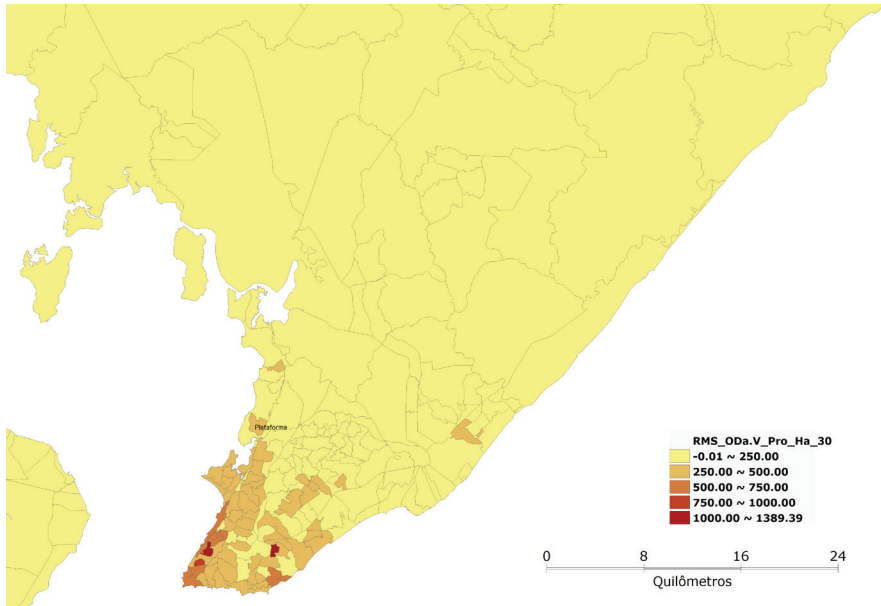 Plataforma
RMS_ODa.V_Pro_Ha_30
-0.01 ~ 250.00
250.00 ~ 500.00
500.00 ~ 750.00
750.00 ~ 1000.00
1000.00 ~ 1389.39
0 8 16 24
Quilômetros